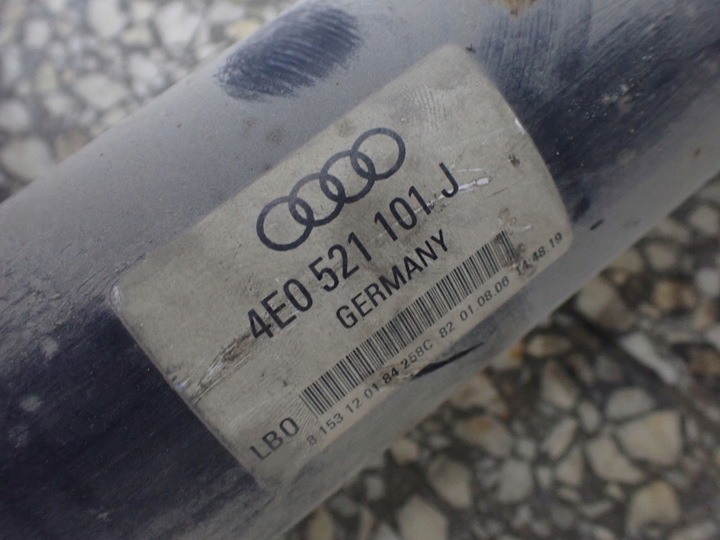 4E0 521 101 J
GERMANY
LBO
8 153 12 01 84 258C 82 01.08.06 14 48 19